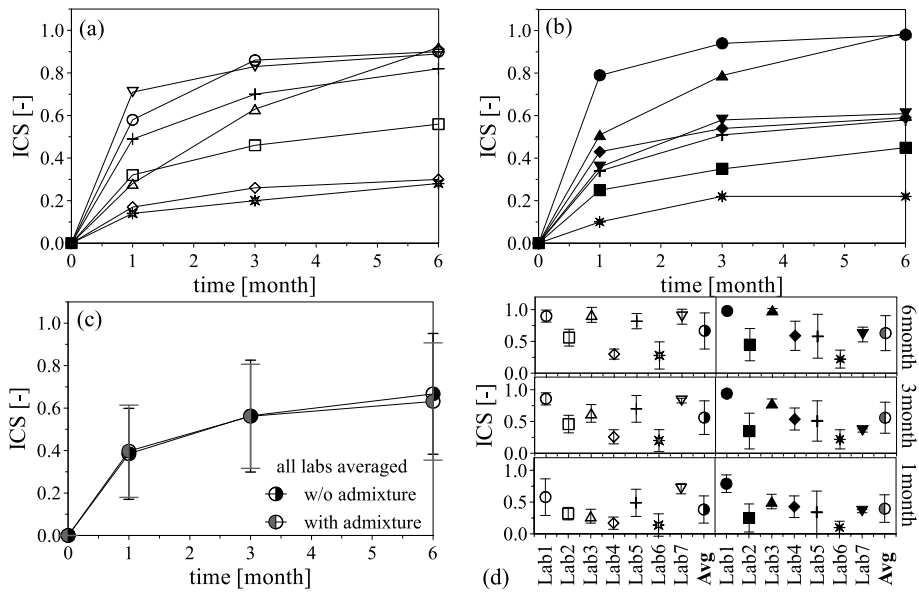 (a)
ICS [-]
1.0
0.8
0.6
0.4
0.2
0.0
0 1 2 3 4 5 6
time [month]
(b)
ICS [-]
1.0
0.8
0.6
0.4
0.2
0.0
0 1 2 3 4 5 6
time [month]
(c)
ICS [-]
1.0
0.8
0.6
0.4
0.2
0.0
all labs averaged
w/o admixture
with admixture
0 1 2 3 4 5 6
time [month]
ICS [-]
1.0
0.5
0.0
6month
1.0
0.5
0.0
3month
1.0
0.5
0.0
1month
(d)
Lab1 Lab2 Lab3 Lab4 Lab5 Lab6 Lab7 Avg Lab1 Lab2 Lab3 Lab4 Lab5 Lab6 Lab7 Avg